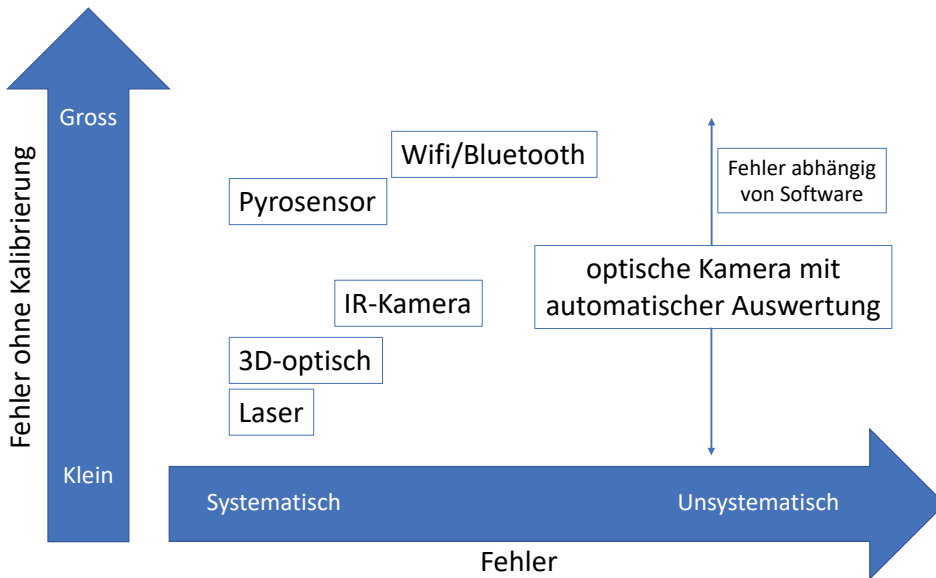 Fehler ohne Kalibrierung
Gross
Klein
Wifi/Bluetooth
Pyrosensor
Fehler abhängig
von Software
optische Kamera mit
automatischer Auswertung
IR-Kamera
3D-optisch
Laser
Systematisch
Unsystematisch
Fehler